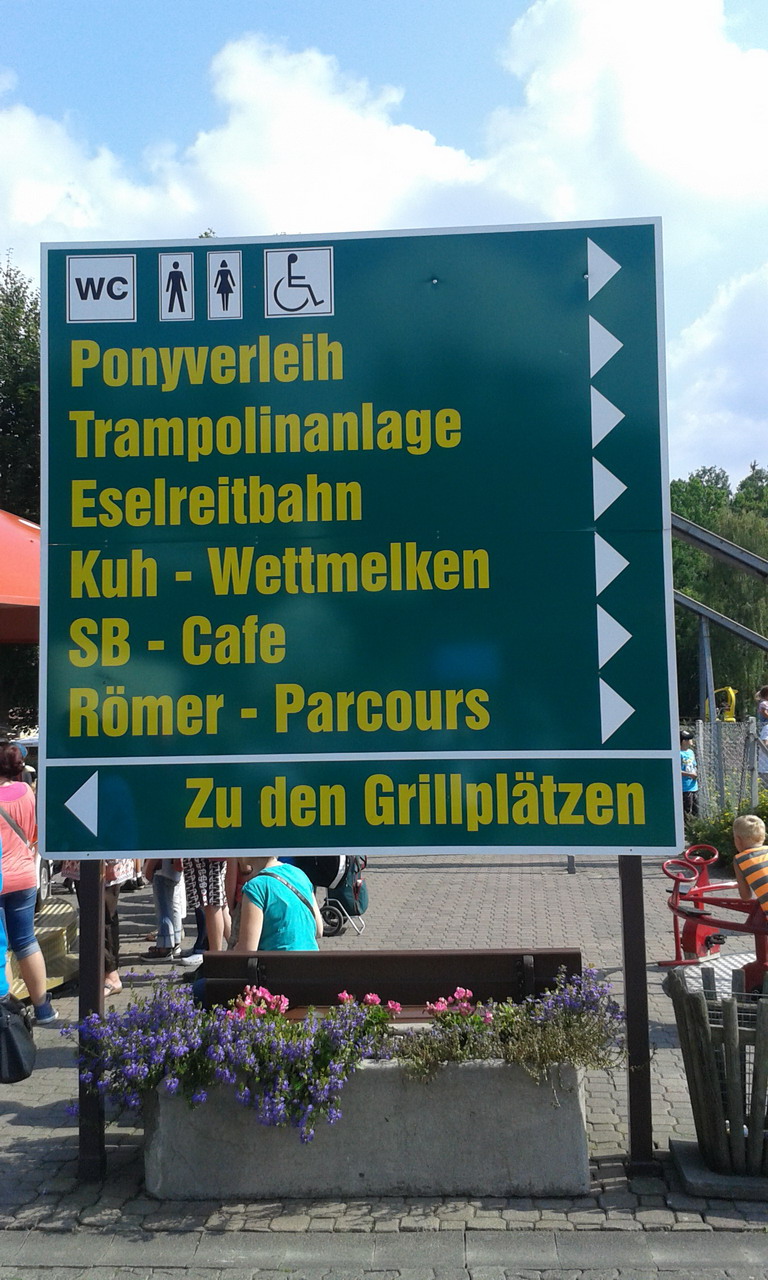 WC
Ponyverleih
Trampolinanlage
Eselreitbahn
Kuh - Wettmelken
SB - Cafe
Römer - Parcours
Zu den Grillplätzen